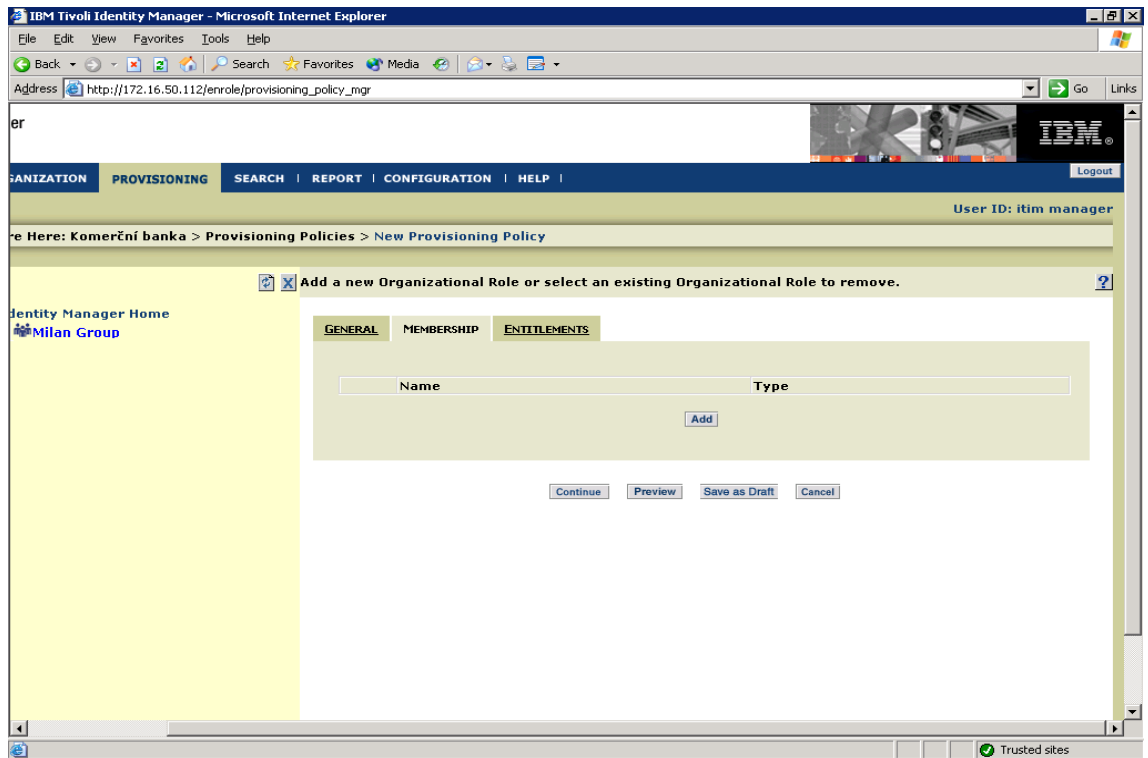 IBM Tivoli Identity Manager - Microsoft Internet Explorer
File Edit View Favorites Tools Help
Back Search Favorites Media
Address http://172.16.50.112/enrole/provisioning_policy_mgr Go Links
er
IBM®
GANIZATION PROVISIONING SEARCH | REPORT | CONFIGURATION | HELP | Logout
User ID: itim manager
re Here: Komerční banka > Provisioning Policies > New Provisioning Policy
Add a new Organizational Role or select an existing Organizational Role to remove. ?
dentity Manager Home
Milan Group
GENERAL MEMBERSHIP ENTITLEMENTS
Name Type
Add
Continue Preview Save as Draft Cancel
Trusted sites